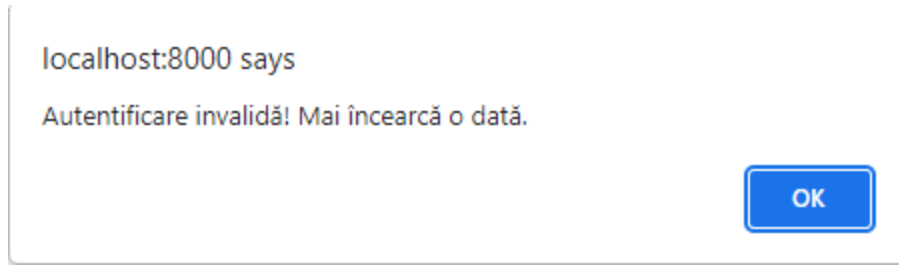 localhost:8000 says
Autentificare invalidă! Mai încearcă o dată.
OK